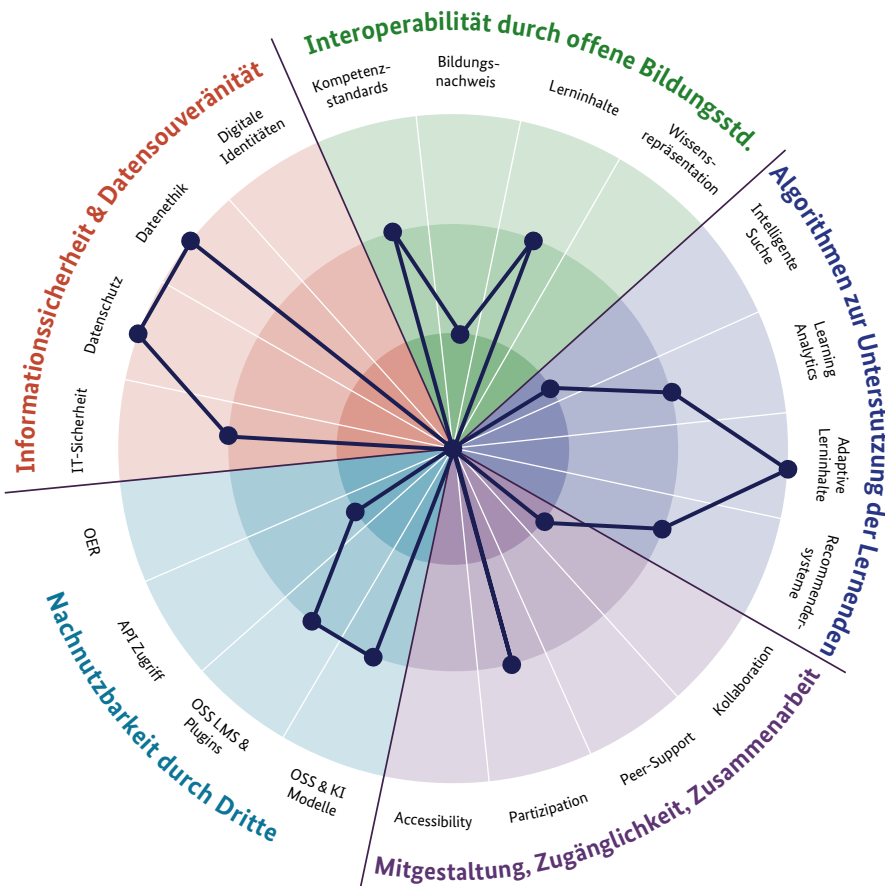 Interoperabilität durch offene Bildungsstd.
Kompetenz-
standards
Bildungs-
nachweis
Lerninhalte
Wissens-
repräsentation
Algorithmen zur Unterstützung der Lernenden
Intelligente
Suche
Learning
Analytics
Adaptive
Lerninhalte
Recommender-
systeme
Mitgestaltung, Zugänglichkeit, Zusammenarbeit
Kollaboration
Peer-Support
Partizipation
Accessibility
Nachnutzbarkeit durch Dritte
OSS & KI
Modelle
OSS LMS &
Plugins
API Zugriff
OER
Informationssicherheit & Datensouveränität
IT-Sicherheit
Datenschutz
Datenethik
Digitale
Identitäten